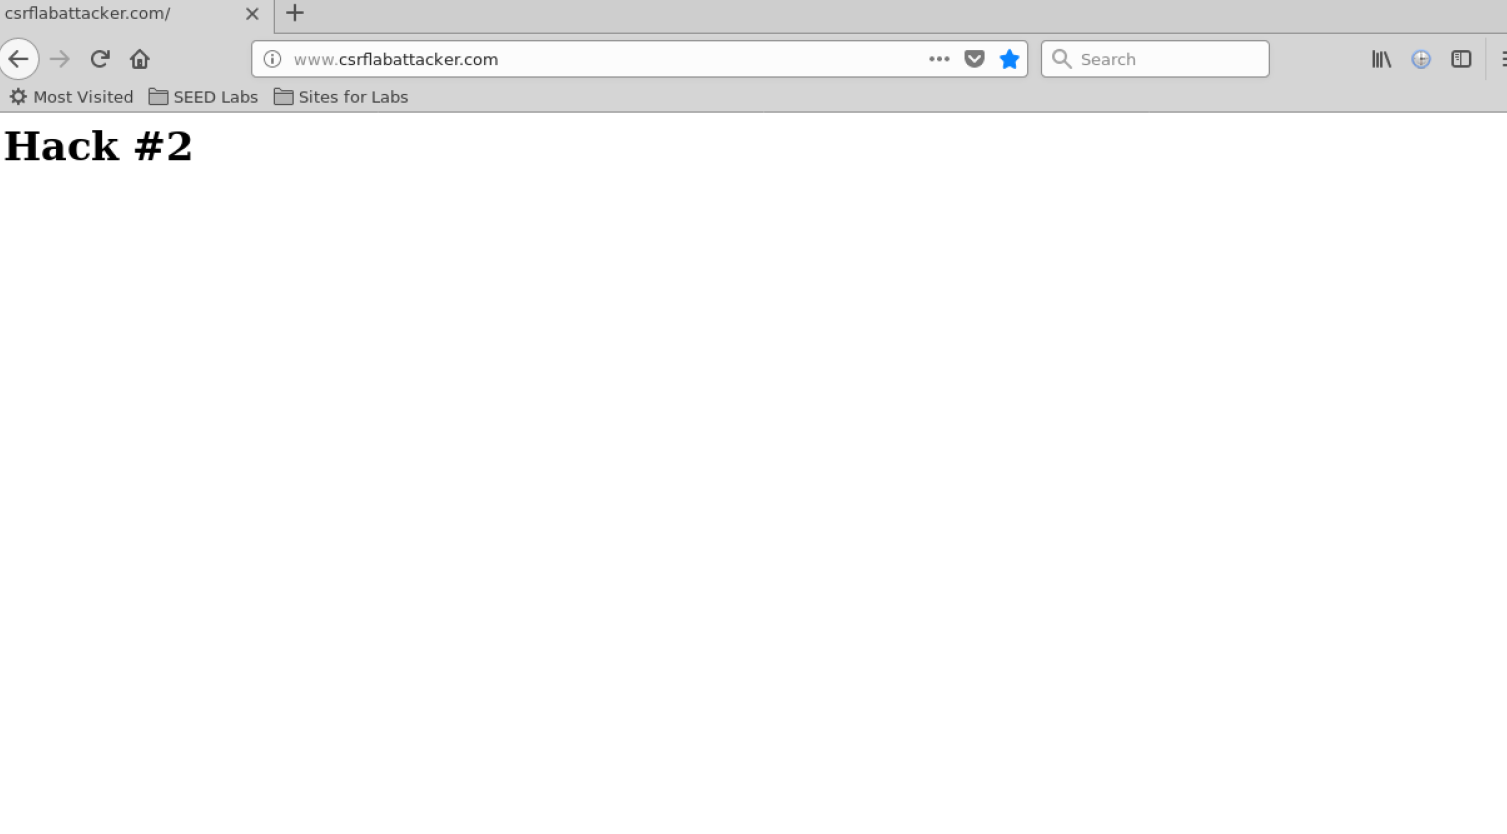 csrflabattacker.com/
www.csrflabattacker.com
Search
Most Visited SEED Labs Sites for Labs
Hack #2